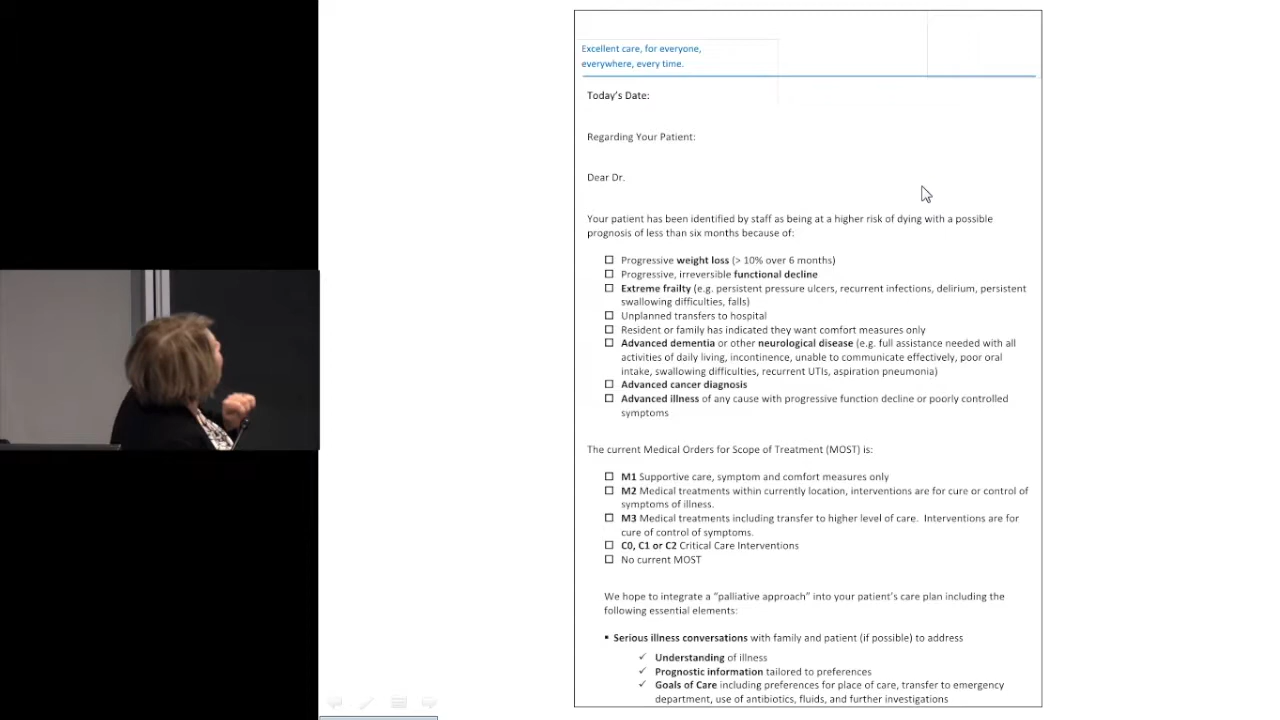 Excellent care, for everyone,
everywhere, every time.
Today's Date:
Regarding Your Patient:
Dear Dr.
Your patient has been identified by staff as being at a higher risk of dying with a possible
prognosis of less than six months because of:
Progressive weight loss (> 10% over 6 months)
Progressive, irreversible functional decline
Extreme frailty (e.g. persistent pressure ulcers, recurrent infections, delirium, persistent
swallowing difficulties, falls)
Unplanned transfers to hospital
Resident or family has indicated they want comfort measures only
Advanced dementia or other neurological disease (e.g. full assistance needed with all
activities of daily living, incontinence, unable to communicate effectively, poor oral
intake, swallowing difficulties, recurrent UTIs, aspiration pneumonia)
Advanced cancer diagnosis
Advanced illness of any cause with progressive function decline or poorly controlled
symptoms
The current Medical Orders for Scope of Treatment (MOST) is:
M1 Supportive care, symptom and comfort measures only
M2 Medical treatments within currently location, interventions are for cure or control of
symptoms of illness.
M3 Medical treatments including transfer to higher level of care. Interventions are for
cure of control of symptoms.
C0, C1 or C2 Critical Care Interventions
No current MOST
We hope to integrate a "palliative approach" into your patient's care plan including the
following essential elements:
▪ Serious illness conversations with family and patient (if possible) to address
✓ Understanding of illness
✓ Prognostic information tailored to preferences
✓ Goals of Care including preferences for place of care, transfer to emergency
department, use of antibiotics, fluids, and further investigations